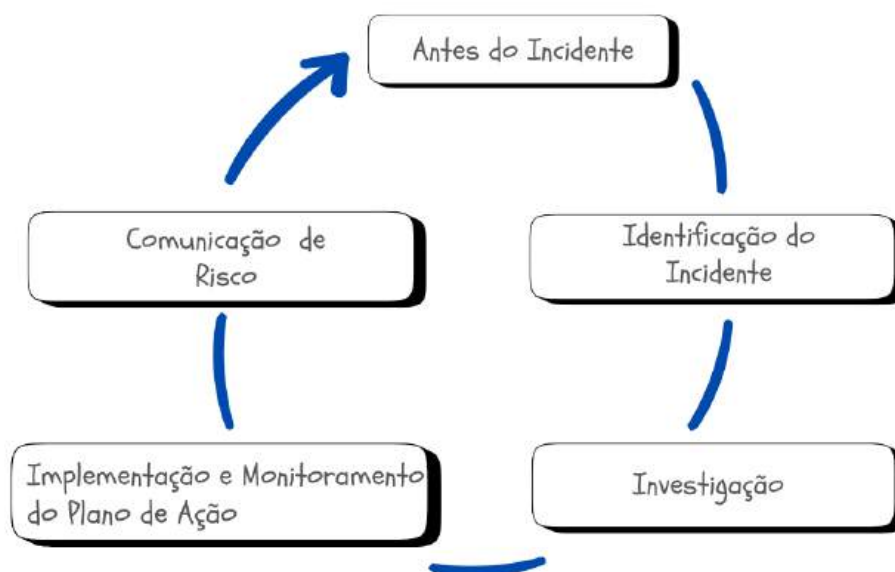 Antes do Incidente
Identificação do
Incidente
Investigação
Implementação e Monitoramento
do Plano de Ação
Comunicação de
Risco